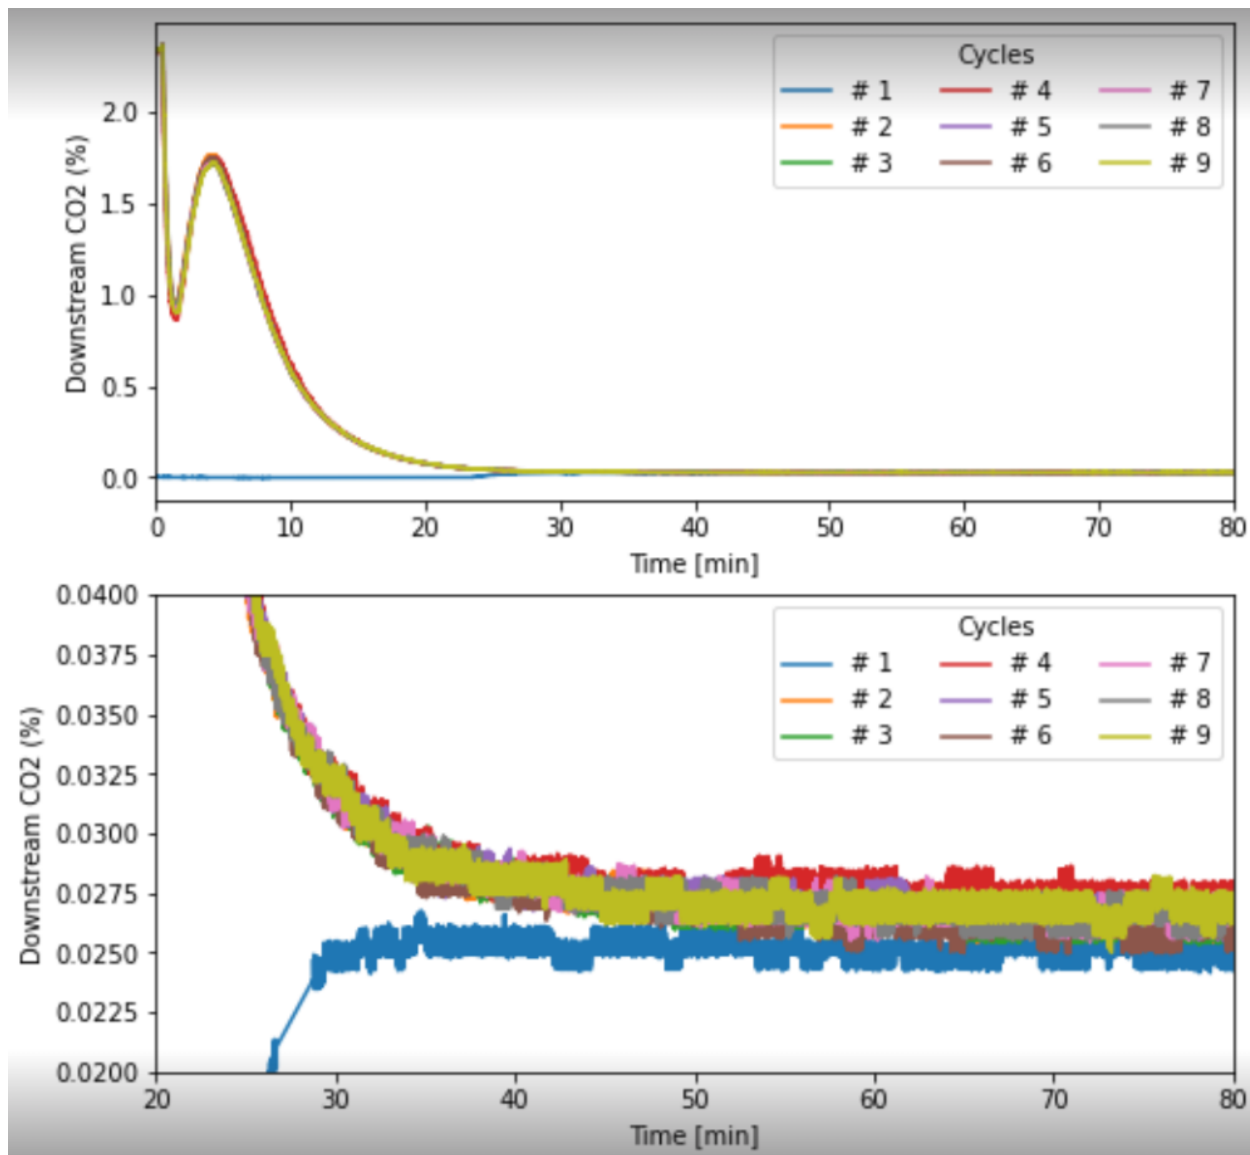 Cycles
# 1 # 4 # 7
# 2 # 5 # 8
# 3 # 6 # 9
Downstream CO2 (%)
2.0
1.5
1.0
0.5
0.0
0 10 20 30 40 50 60 70 80
Time [min]
Cycles
# 1 # 4 # 7
# 2 # 5 # 8
# 3 # 6 # 9
Downstream CO2 (%)
0.0400
0.0375
0.0350
0.0325
0.0300
0.0275
0.0250
0.0225
0.0200
20 30 40 50 60 70 80
Time [min]